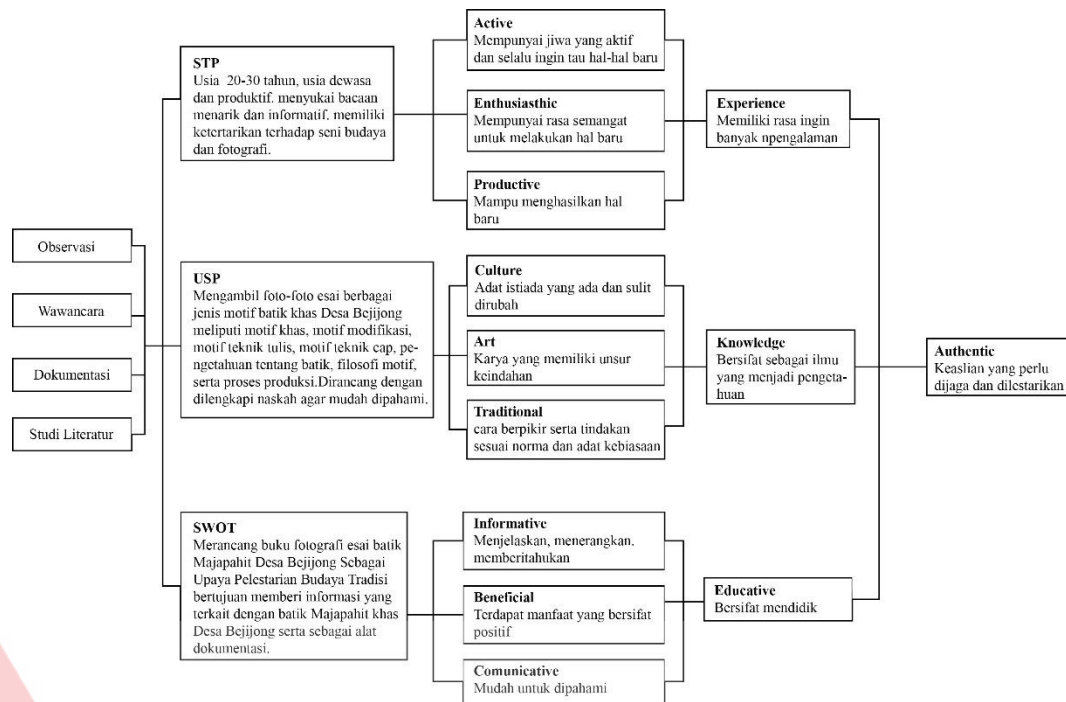 Observasi
Wawancara
Dokumentasi
Studi Literatur
STP
Usia 20-30 tahun, usia dewasa
dan produktif. menyukai bacaan
menarik dan informatif. memiliki
ketertarikan terhadap seni budaya
dan fotografi.
USP
Mengambil foto-foto esai berbagai
jenis motif batik khas Desa Bejijong
meliputi motif khas, motif modifikasi,
motif teknik tulis, motif teknik cap, pe-
ngetahuan tentang batik, filosofi motif,
serta proses produksi.Dirancang dengan
dilengkapi naskah agar mudah dipahami.
SWOT
Merancang buku fotografi esai batik
Majapahit Desa Bejijong Sebagai
Upaya Pelestarian Budaya Tradisi
bertujuan memberi informasi yang
terkait dengan batik Majapahit khas
Desa Bejijong serta sebagai alat
dokumentasi.
Active
Mempunyai jiwa yang aktif
dan selalu ingin tau hal-hal baru
Enthusiasthic
Mempunyai rasa semangat
untuk melakukan hal baru
Productive
Mampu menghasilkan hal
baru
Culture
Adat istiada yang ada dan sulit
dirubah
Art
Karya yang memiliki unsur
keindahan
Traditional
cara berpikir serta tindakan
sesuai norma dan adat kebiasaan
Informative
Menjelaskan, menerangkan,
memberitahukan
Beneficial
Terdapat manfaat yang bersifat
positif
Comunicative
Mudah untuk dipahami
Experience
Memiliki rasa ingin
banyak npengalaman
Knowledge
Bersifat sebagai ilmu
yang menjadi pengeta-
huan
Educative
Bersifat mendidik
Authentic
Keaslian yang perlu
dijaga dan dilestarikan